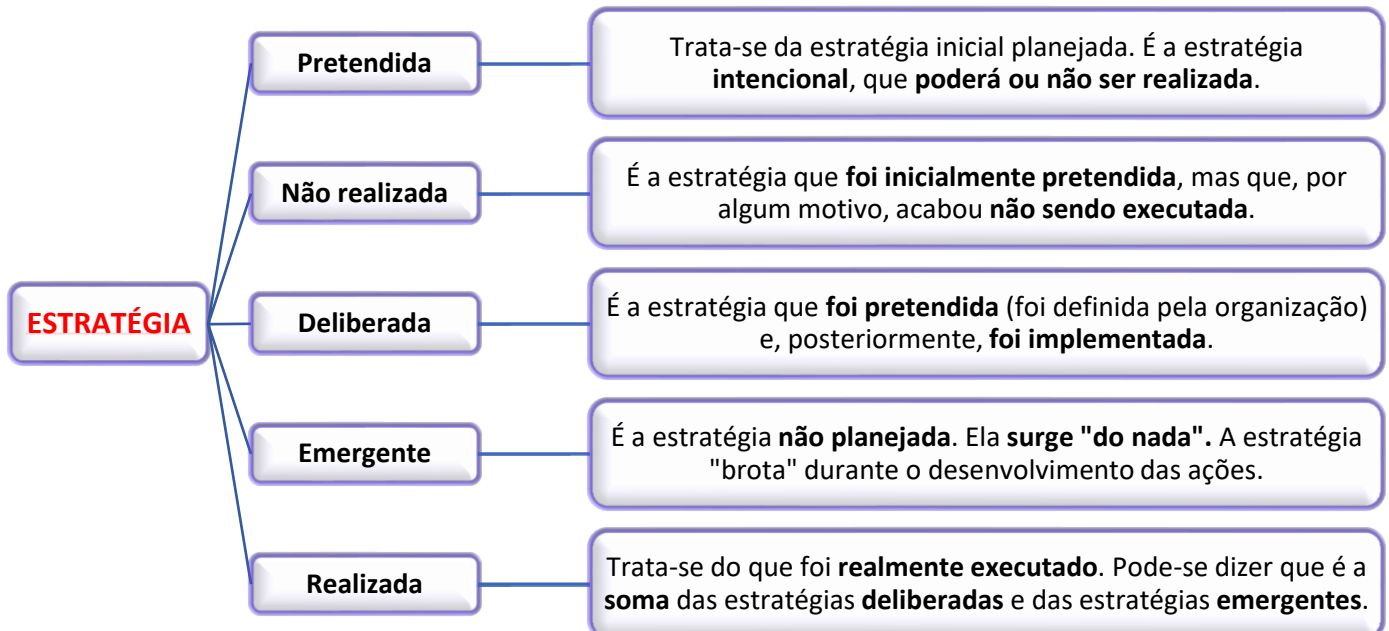 ESTRATÉGIA
Pretendida
Trata-se da estratégia inicial planejada. É a estratégia
intencional, que poderá ou não ser realizada.
Não realizada
É a estratégia que foi inicialmente pretendida, mas que, por
algum motivo, acabou não sendo executada.
Deliberada
É a estratégia que foi pretendida (foi definida pela organização)
e, posteriormente, foi implementada.
Emergente
É a estratégia não planejada. Ela surge "do nada". A estratégia
"brota" durante o desenvolvimento das ações.
Realizada
Trata-se do que foi realmente executado. Pode-se dizer que é a
soma das estratégias deliberadas e das estratégias emergentes.